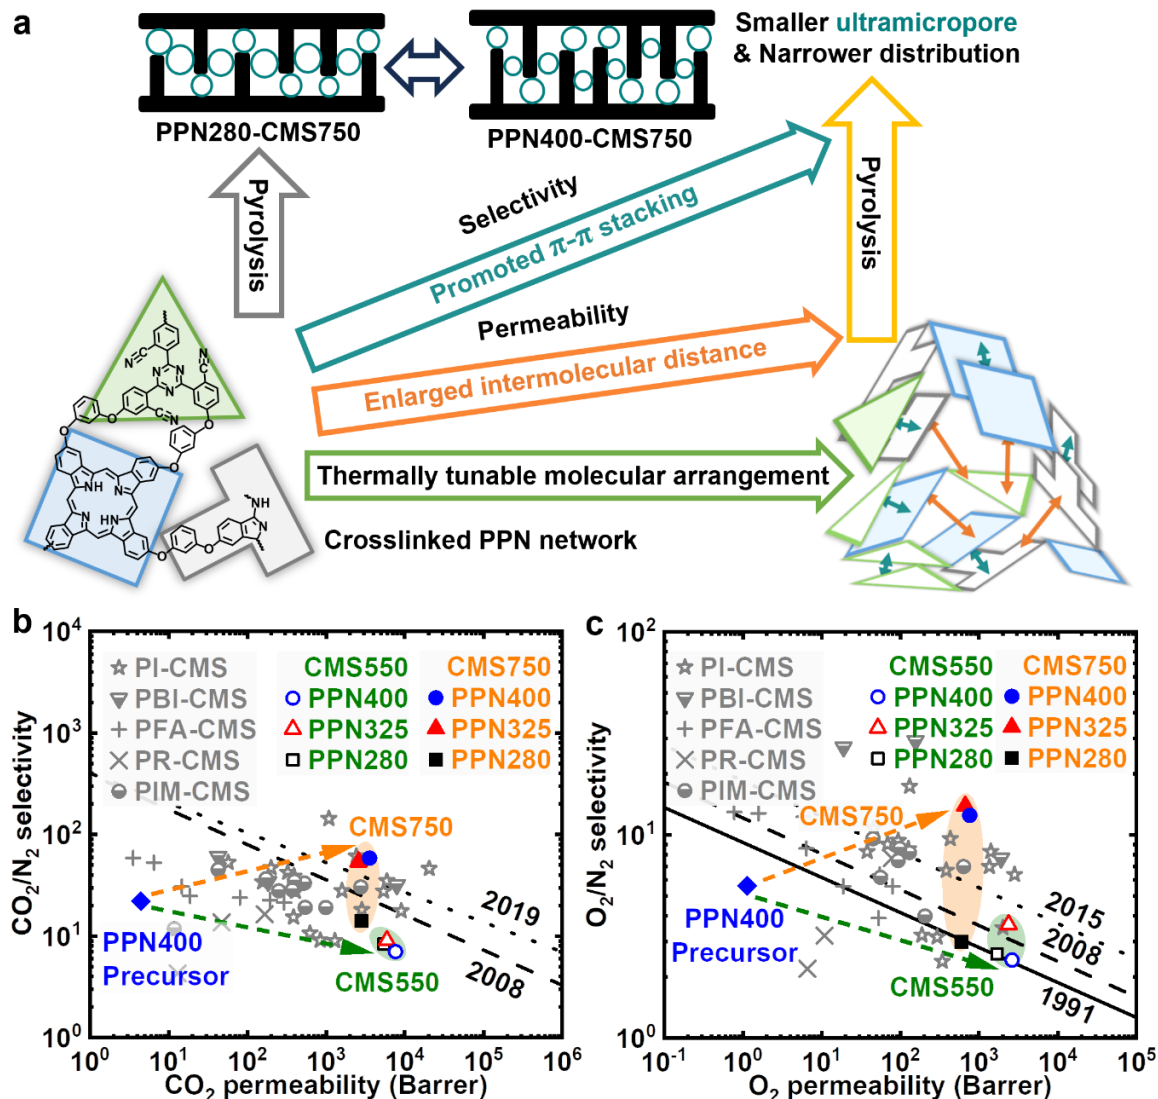 a
Smaller ultramicropore
& Narrower distribution
PPN280-CMS750
PPN400-CMS750
Pyrolysis
Selectivity
Promoted π-π stacking
Pyrolysis
Permeability
Enlarged intermolecular distance
Thermally tunable molecular arrangement
Crosslinked PPN network
N≡C
C≡N
N
N
N
C≡N
O
O
O
O
NH
N
N
HN
O
O
NH
N
b
CO₂/N₂ selectivity
10⁴
10³
10²
10¹
10⁰
PI-CMS
PBI-CMS
PFA-CMS
PR-CMS
PIM-CMS
CMS550
PPN400
PPN325
PPN280
CMS750
PPN400
PPN325
PPN280
CMS750
2019
2008
PPN400
Precursor
CMS550
10⁰ 10¹ 10² 10³ 10⁴ 10⁵ 10⁶
CO₂ permeability (Barrer)
c
O₂/N₂ selectivity
10²
10¹
10⁰
PI-CMS
PBI-CMS
PFA-CMS
PR-CMS
PIM-CMS
CMS550
PPN400
PPN325
PPN280
CMS750
PPN400
PPN325
PPN280
CMS750
2015
2008
1991
PPN400
Precursor
CMS550
10⁻¹ 10⁰ 10¹ 10² 10³ 10⁴ 10⁵
O₂ permeability (Barrer)